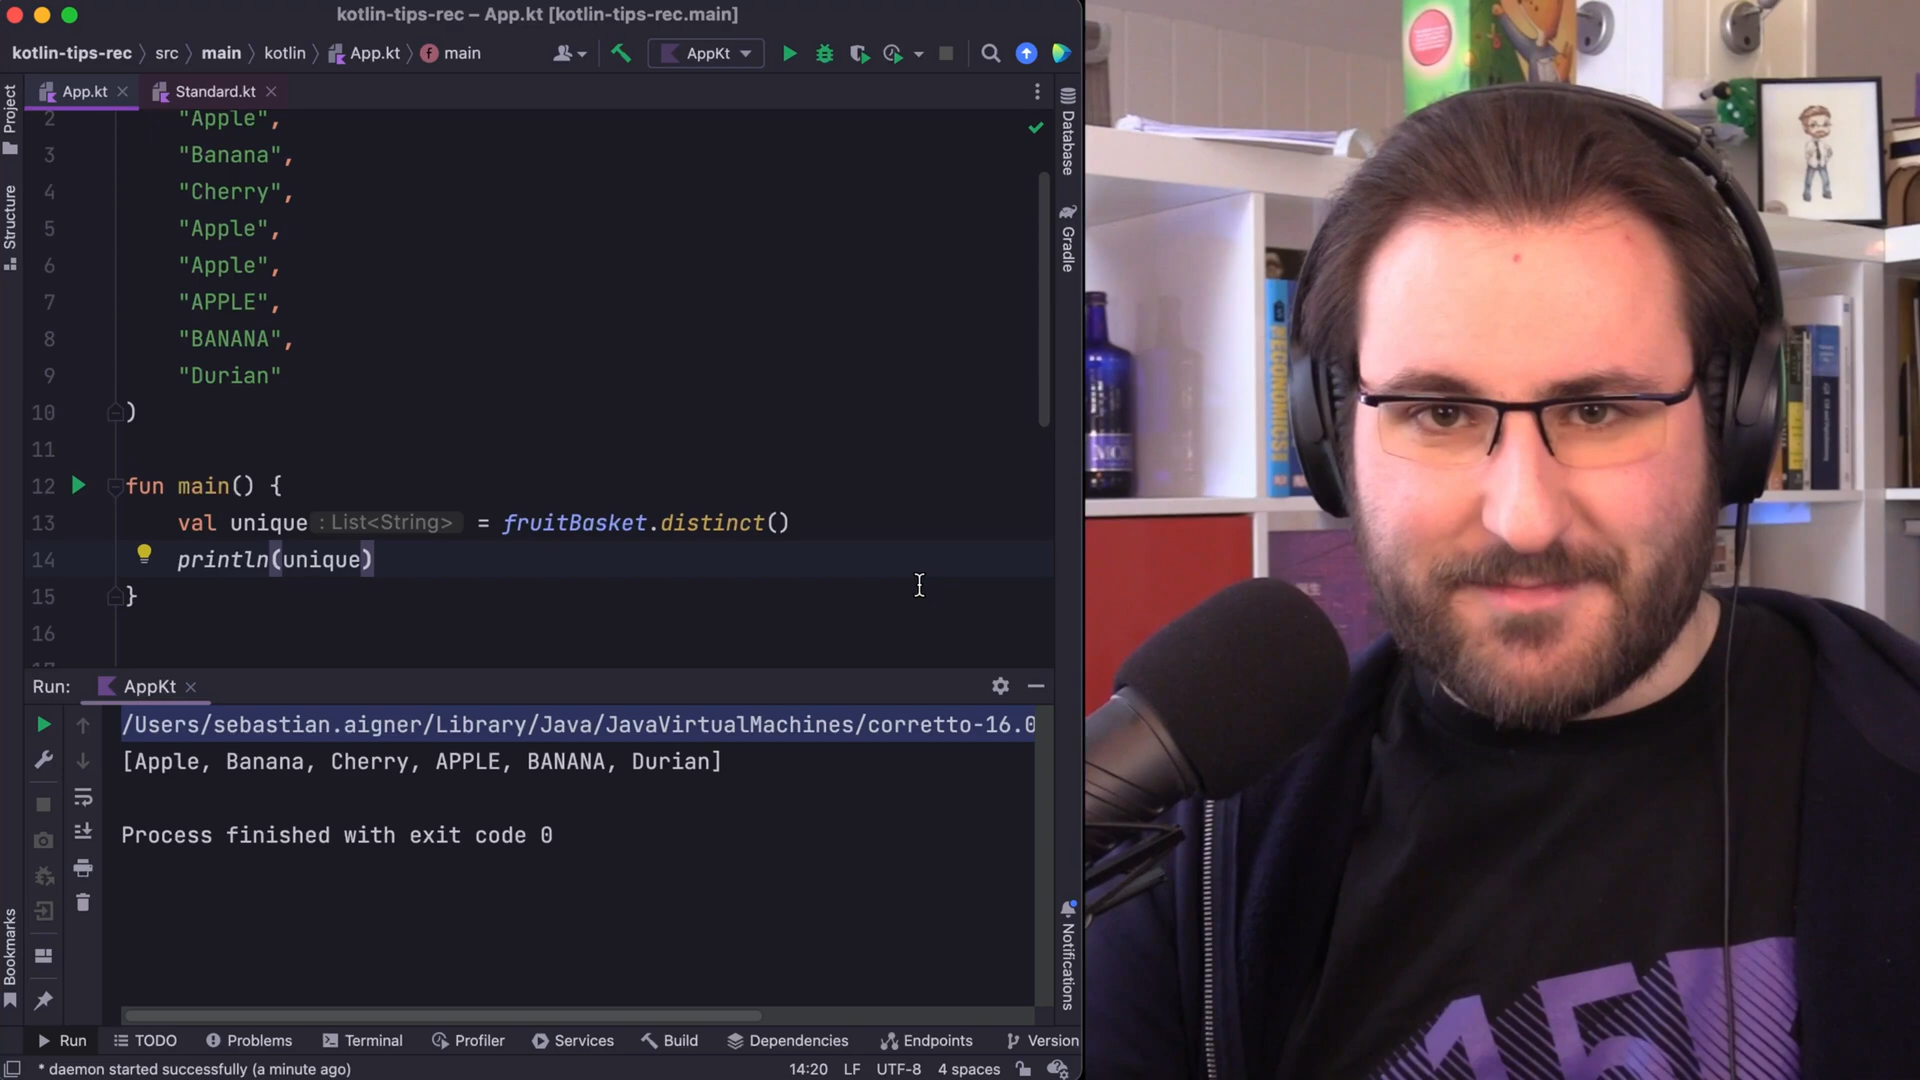 kotlin-tips-rec – App.kt [kotlin-tips-rec.main]
kotlin-tips-rec src main kotlin App.kt main AppKt
App.kt Standard.kt
2 "Apple",
3 "Banana",
4 "Cherry",
5 "Apple",
6 "Apple",
7 "APPLE",
8 "BANANA",
9 "Durian"
10 )
11
12 fun main() {
13 val unique : List<String> = fruitBasket.distinct()
14 println(unique)
15 }
16
Project
Structure
Bookmarks
Database
Gradle
Notifications
Run: AppKt
/Users/sebastian.aigner/Library/Java/JavaVirtualMachines/corretto-16.0
[Apple, Banana, Cherry, APPLE, BANANA, Durian]
Process finished with exit code 0
Run TODO Problems Terminal Profiler Services Build Dependencies Endpoints Version
* daemon started successfully (a minute ago) 14:20 LF UTF-8 4 spaces
ECONOMICS
15